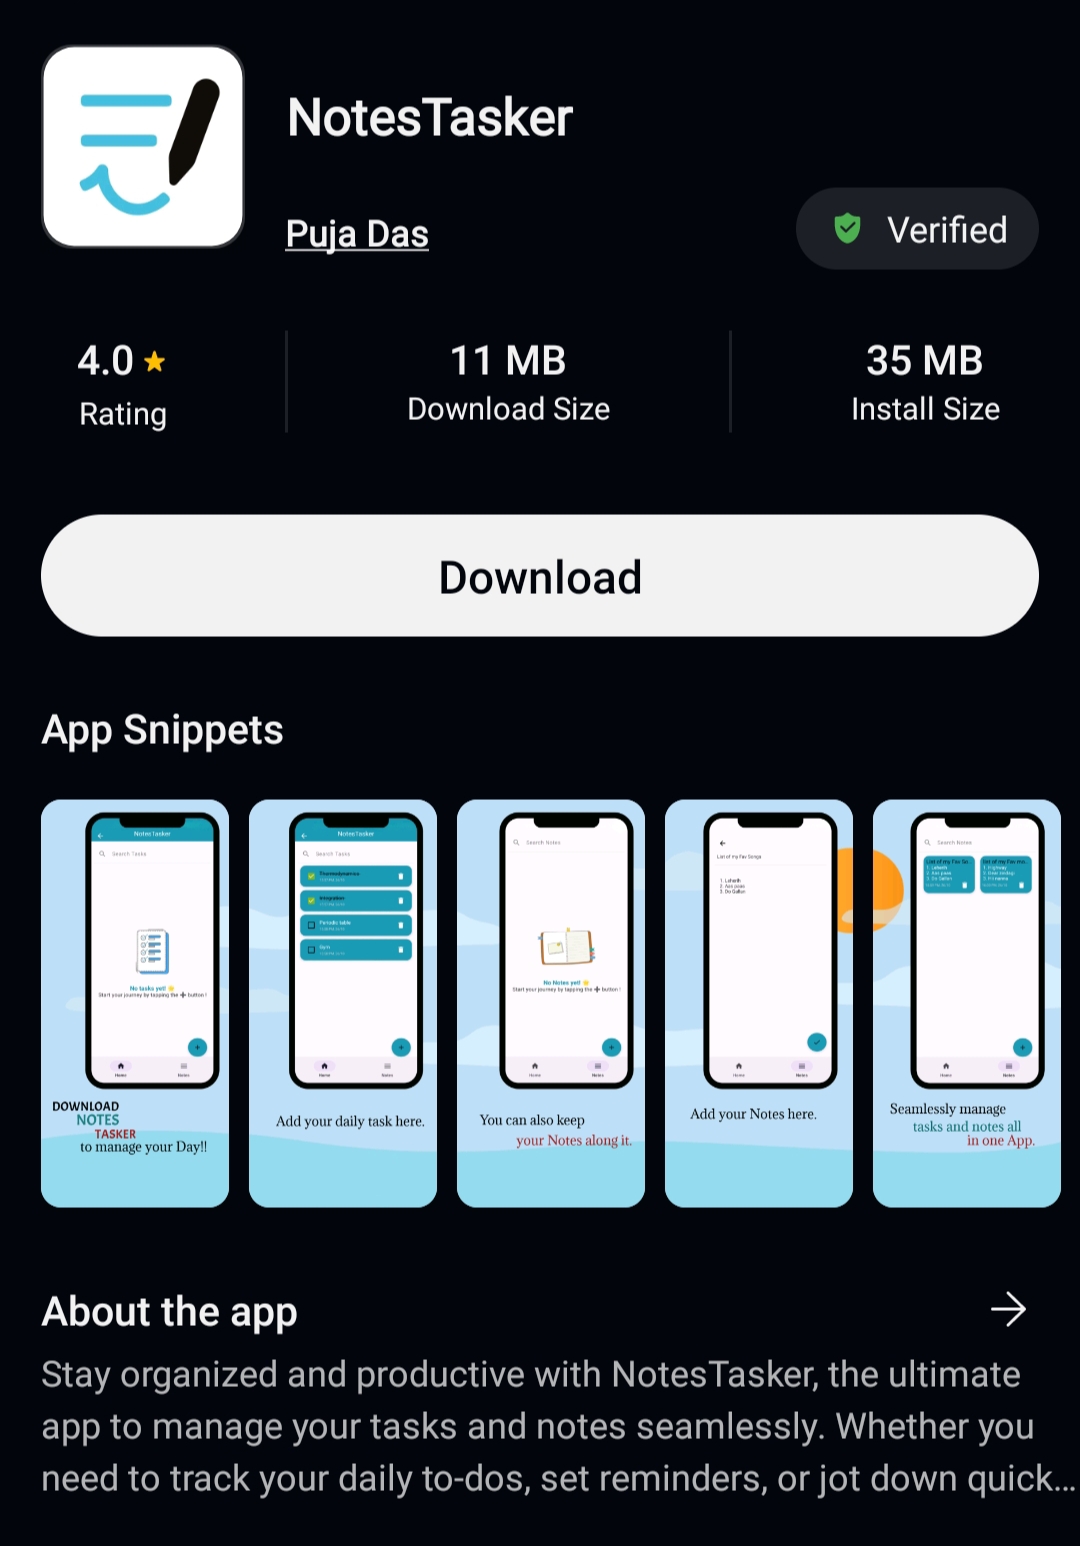 NotesTasker
Puja Das
Verified
4.0
Rating
11 MB
Download Size
35 MB
Install Size
Download
App Snippets
NotesTasker
Search Tasks
No tasks yet!
Start your journey by tapping the + button !
Home
Notes
DOWNLOAD
NOTES
TASKER
to manage your Day!!
NotesTasker
Search Tasks
Thermodynamics
Integration
Periodic table
Gym
Home
Notes
Add your daily task here.
Search Notes
No Notes yet!
Start your journey by tapping the + button !
Home
Notes
You can also keep
your Notes along it.
List of my Fav Songs
Home
Notes
Add your Notes here.
Search Notes
Home
Notes
Seamlessly manage
tasks and notes all
in one App.
About the app
Stay organized and productive with NotesTasker, the ultimate
app to manage your tasks and notes seamlessly. Whether you
need to track your daily to-dos, set reminders, or jot down quick...